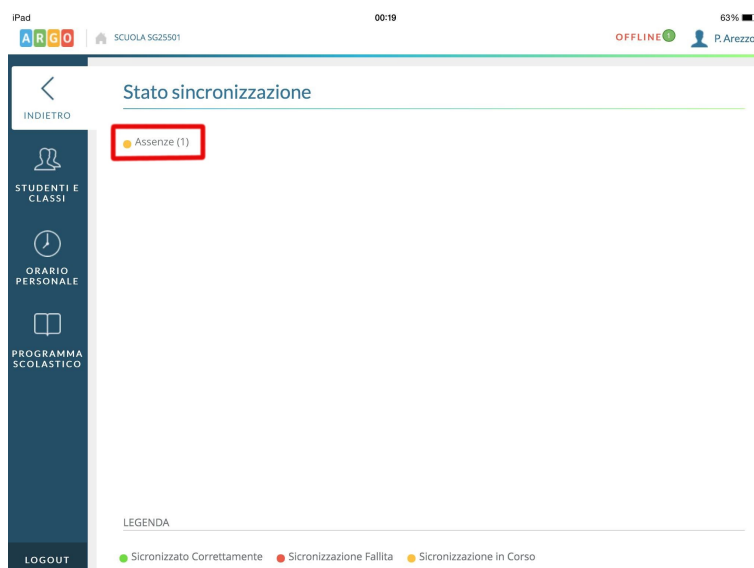 iPad 00:19 63%
ARGO SCUOLA SG25501 OFFLINE 1 P. Arezzo
INDIETRO
Stato sincronizzazione
Assenze (1)
STUDENTI E
CLASSI
ORARIO
PERSONALE
PROGRAMMA
SCOLASTICO
LEGENDA
Sicronizzato Correttamente Sicronizzazione Fallita Sicronizzazione in Corso
LOGOUT